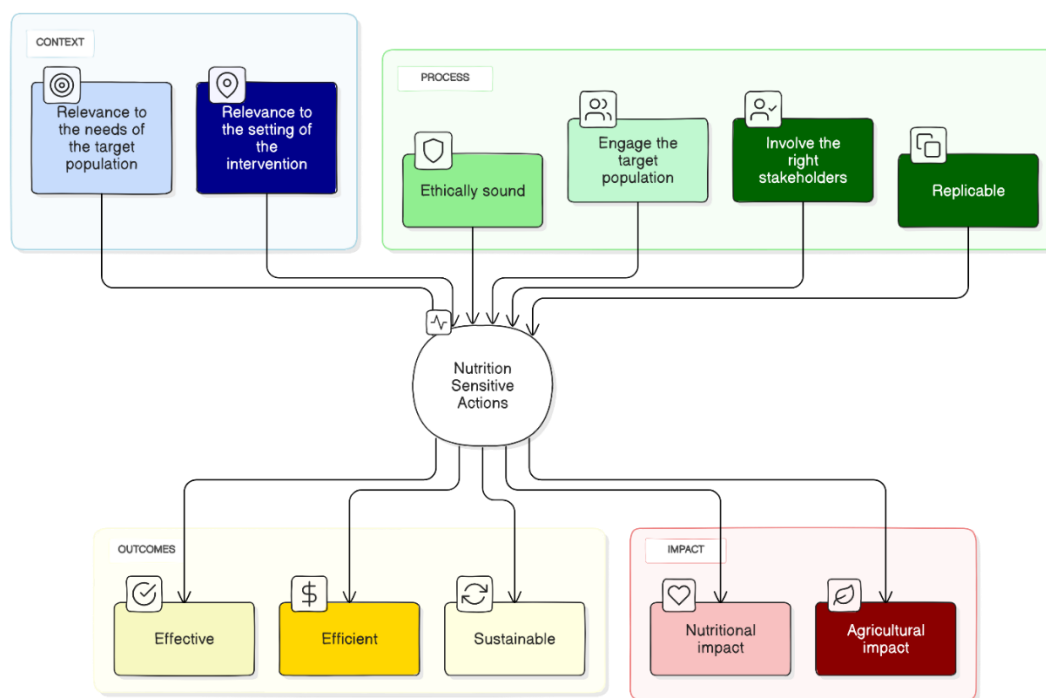 CONTEXT
Relevance to
the needs of
the target
population
Relevance to
the setting of
the
intervention
PROCESS
Ethically sound
Engage the
target
population
Involve the
right
stakeholders
Replicable
Nutrition
Sensitive
Actions
OUTCOMES
Effective
$
Efficient
Sustainable
IMPACT
Nutritional
impact
Agricultural
impact